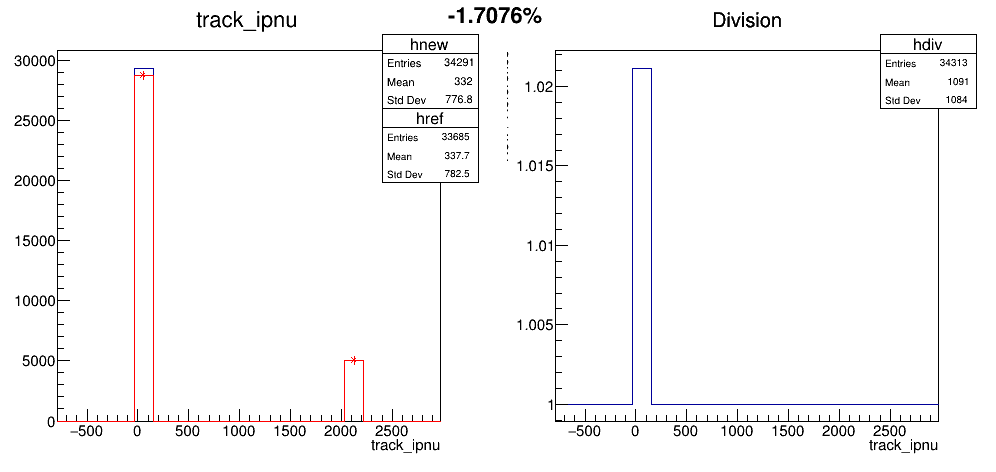 track_ipnu
-1.7076%
Division
hnew
Entries 34291
Mean 332
Std Dev 776.8
href
Entries 33685
Mean 337.7
Std Dev 782.5
hdiv
Entries 34313
Mean 1091
Std Dev 1084
30000
25000
20000
15000
10000
5000
0
−500 0 500 1000 1500 2000 2500
track_ipnu
1.02
1.015
1.01
1.005
1
−500 0 500 1000 1500 2000 2500
track_ipnu